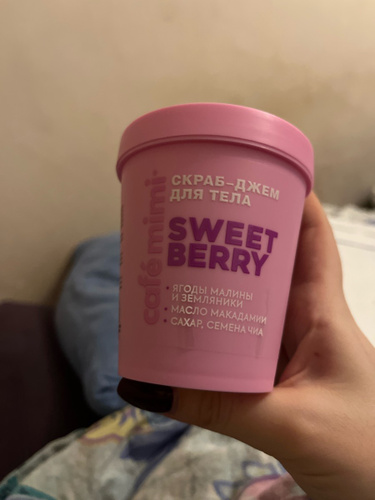 café mimi
СКРАБ-ДЖЕМ
ДЛЯ ТЕЛА
SWEET
BERRY
• ЯГОДЫ МАЛИНЫ
И ЗЕМЛЯНИКИ
• МАСЛО МАКАДАМИИ
• САХАР, СЕМЕНА ЧИА